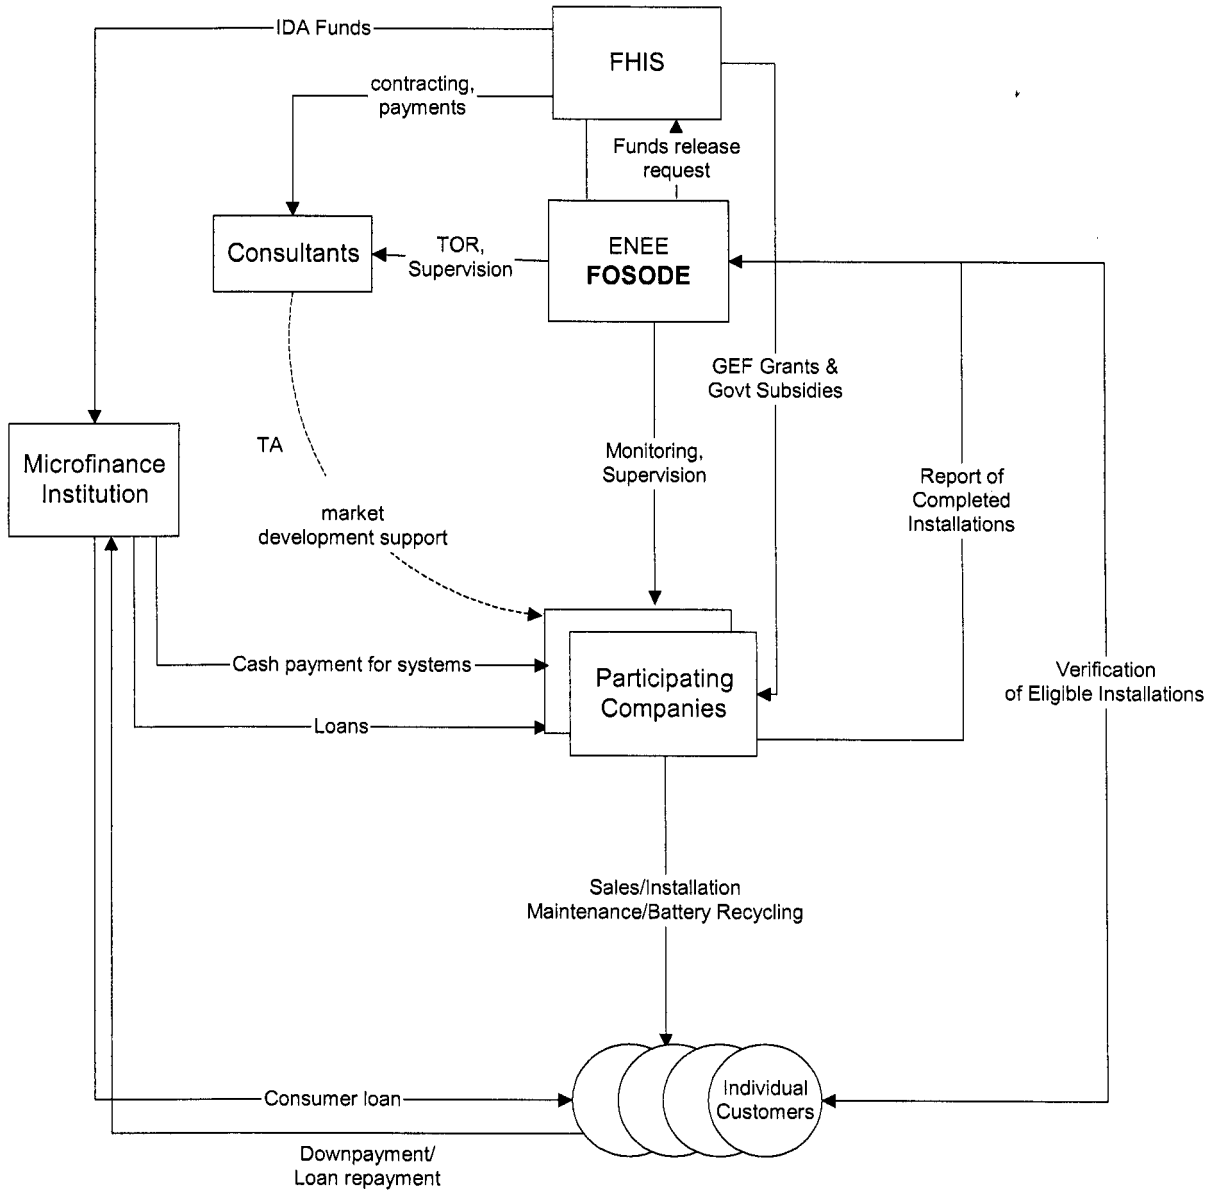 IDA Funds
FHIS
contracting,
payments
Funds release
request
Consultants
TOR,
Supervision
ENEE
FOSODE
GEF Grants &
Govt Subsidies
TA
Microfinance
Institution
Monitoring,
Supervision
Report of
Completed
Installations
market
development support
Cash payment for systems
Participating
Companies
Verification
of Eligible Installations
Loans
Sales/Installation
Maintenance/Battery Recycling
Consumer loan
Individual
Customers
Downpayment/
Loan repayment